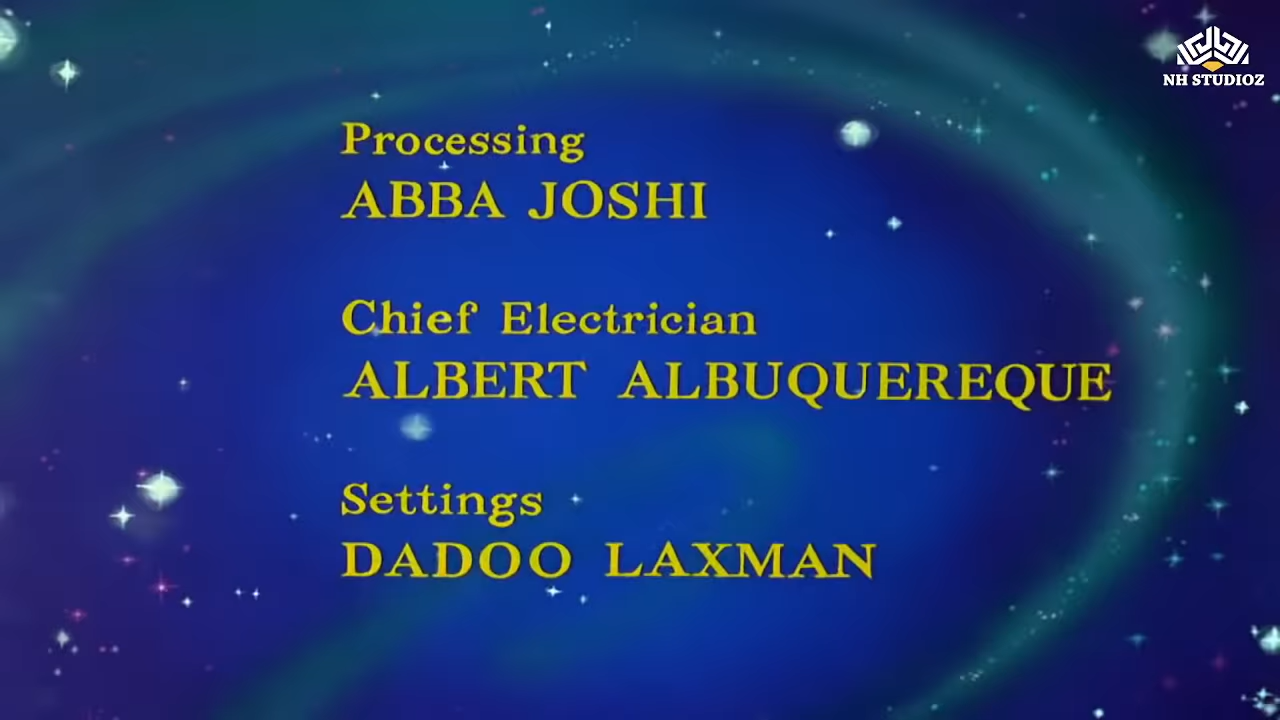 NH STUDIOZ
Processing
ABBA JOSHI
Chief Electrician
ALBERT ALBUQUEREQUE
Settings
DADOO LAXMAN